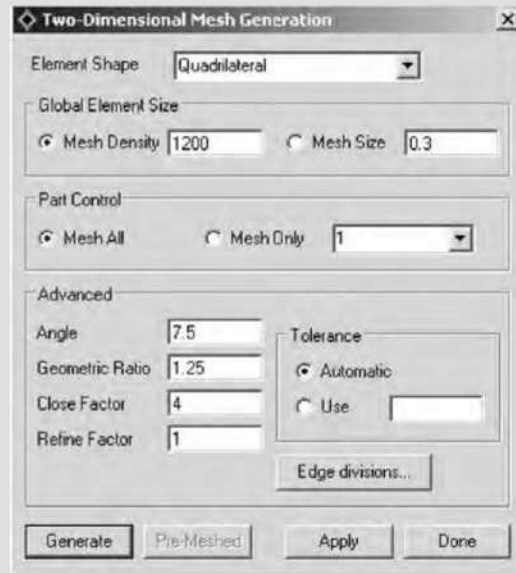 Two-Dimensional Mesh Generation
Element Shape Quadrilateral
Global Element Size
Mesh Density 1200 Mesh Size 0.3
Part Control
Mesh All Mesh Only 1
Advanced
Angle 7.5
Geometric Ratio 1.25
Close Factor 4
Refine Factor 1
Tolerance
Automatic
Use
Edge divisions...
Generate Pre-Meshed Apply Done